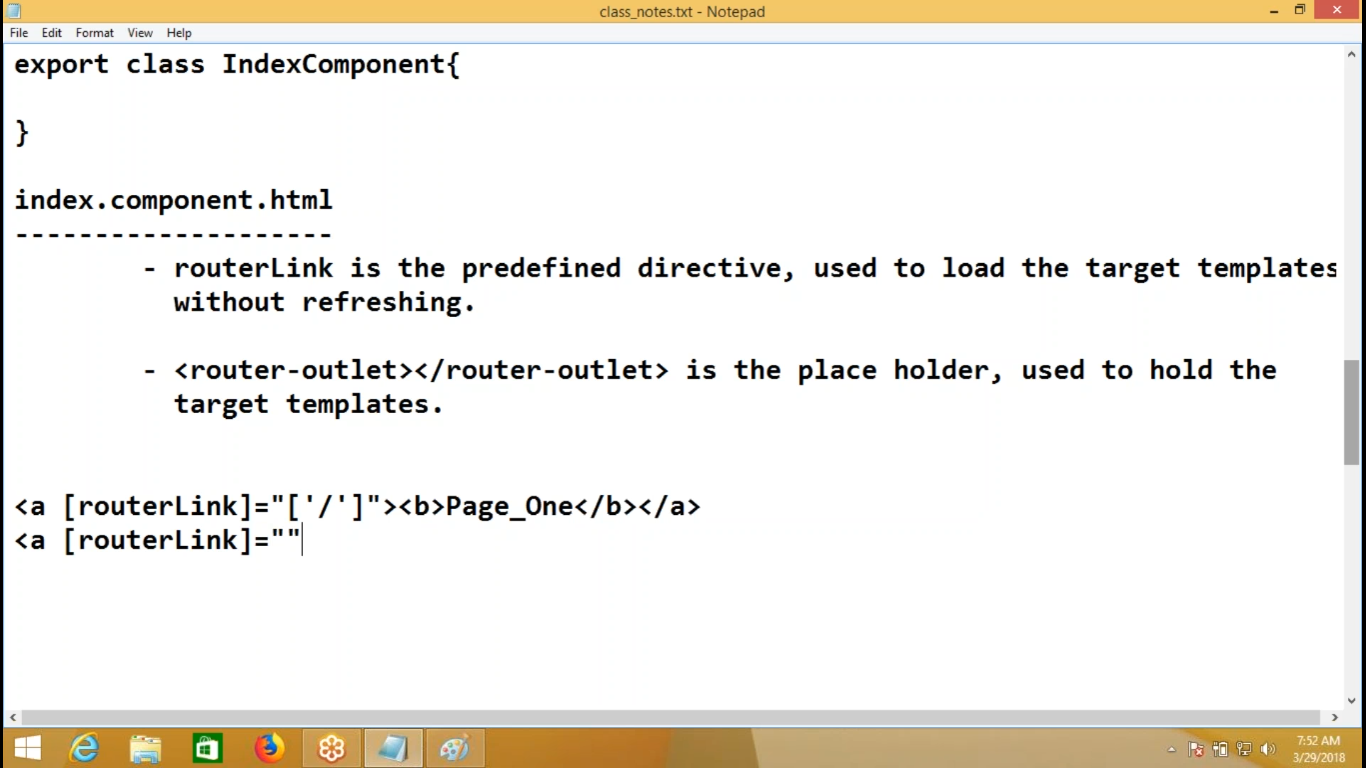 class_notes.txt - Notepad
File Edit Format View Help
export class IndexComponent{
}
index.component.html
--------------------
- routerLink is the predefined directive, used to load the target templates
without refreshing.
- <router-outlet></router-outlet> is the place holder, used to hold the
target templates.
<a [routerLink]="['/']"><b>Page_One</b></a>
<a [routerLink]=""
7:52 AM
3/29/2018